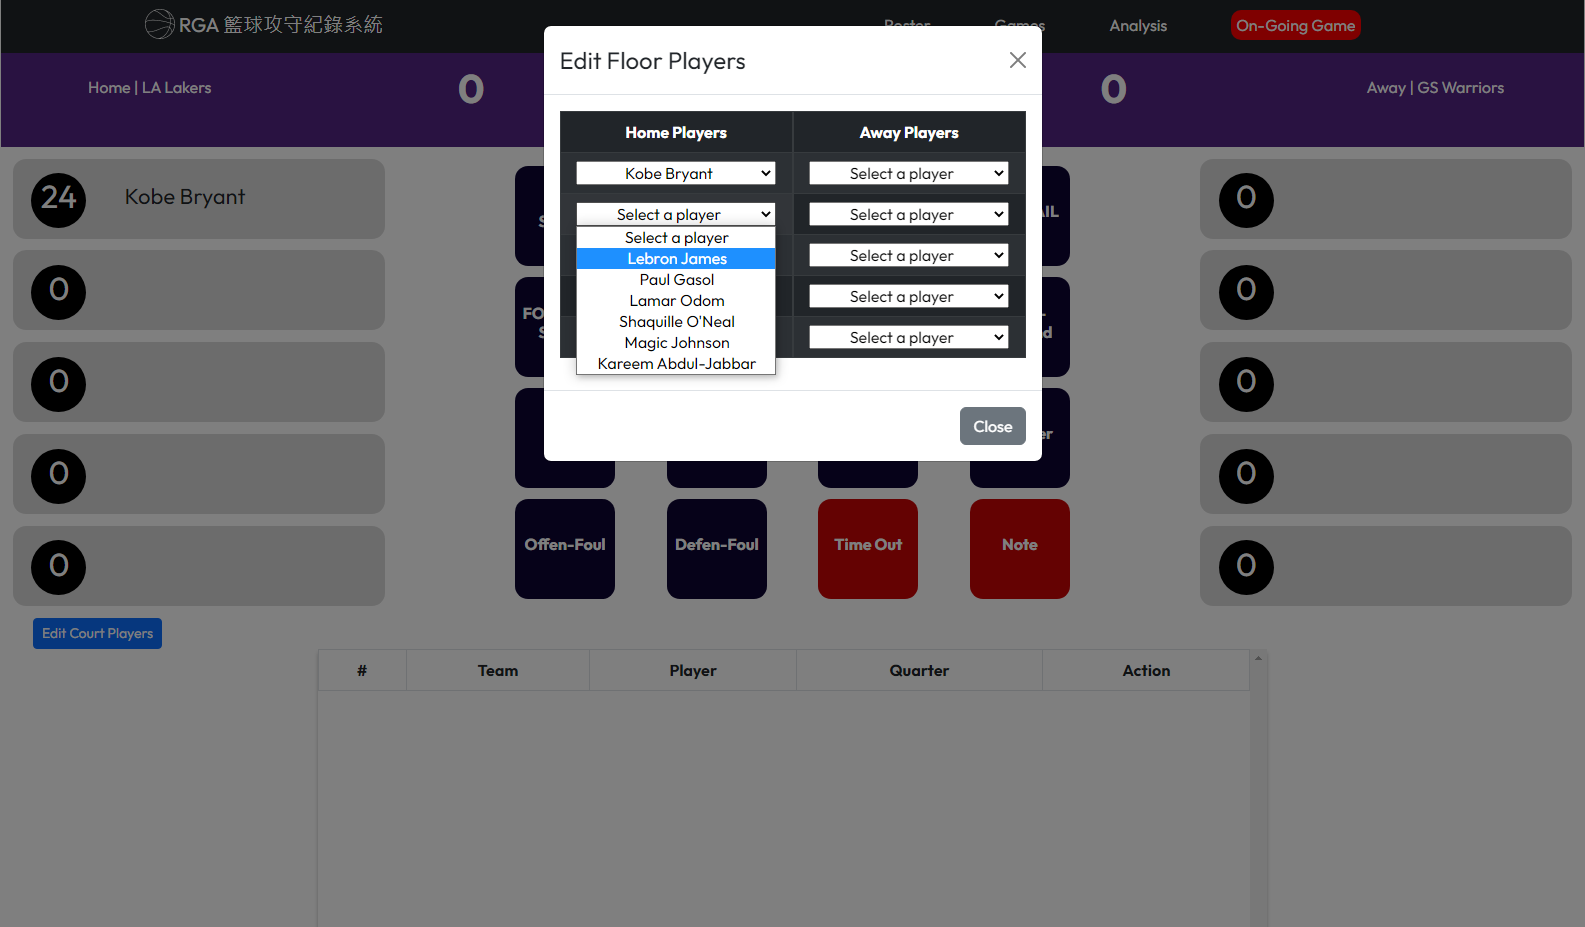 RGA 籃球攻守紀錄系統
Roster
Games
Analysis
On-Going Game
Home | LA Lakers
0
0
Away | GS Warriors
Edit Floor Players
Home Players
Away Players
Kobe Bryant
Select a player
Select a player
Select a player
Select a player
Lebron James
Paul Gasol
Lamar Odom
Shaquille O'Neal
Magic Johnson
Kareem Abdul-Jabbar
Select a player
Select a player
Select a player
Close
24
Kobe Bryant
0
0
0
0
0
0
0
0
0
Offen-Foul
Defen-Foul
Time Out
Note
Edit Court Players
#
Team
Player
Quarter
Action